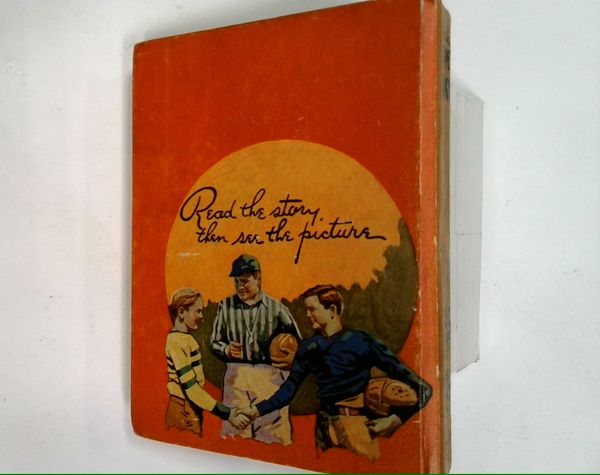 Read the story,
then see the picture